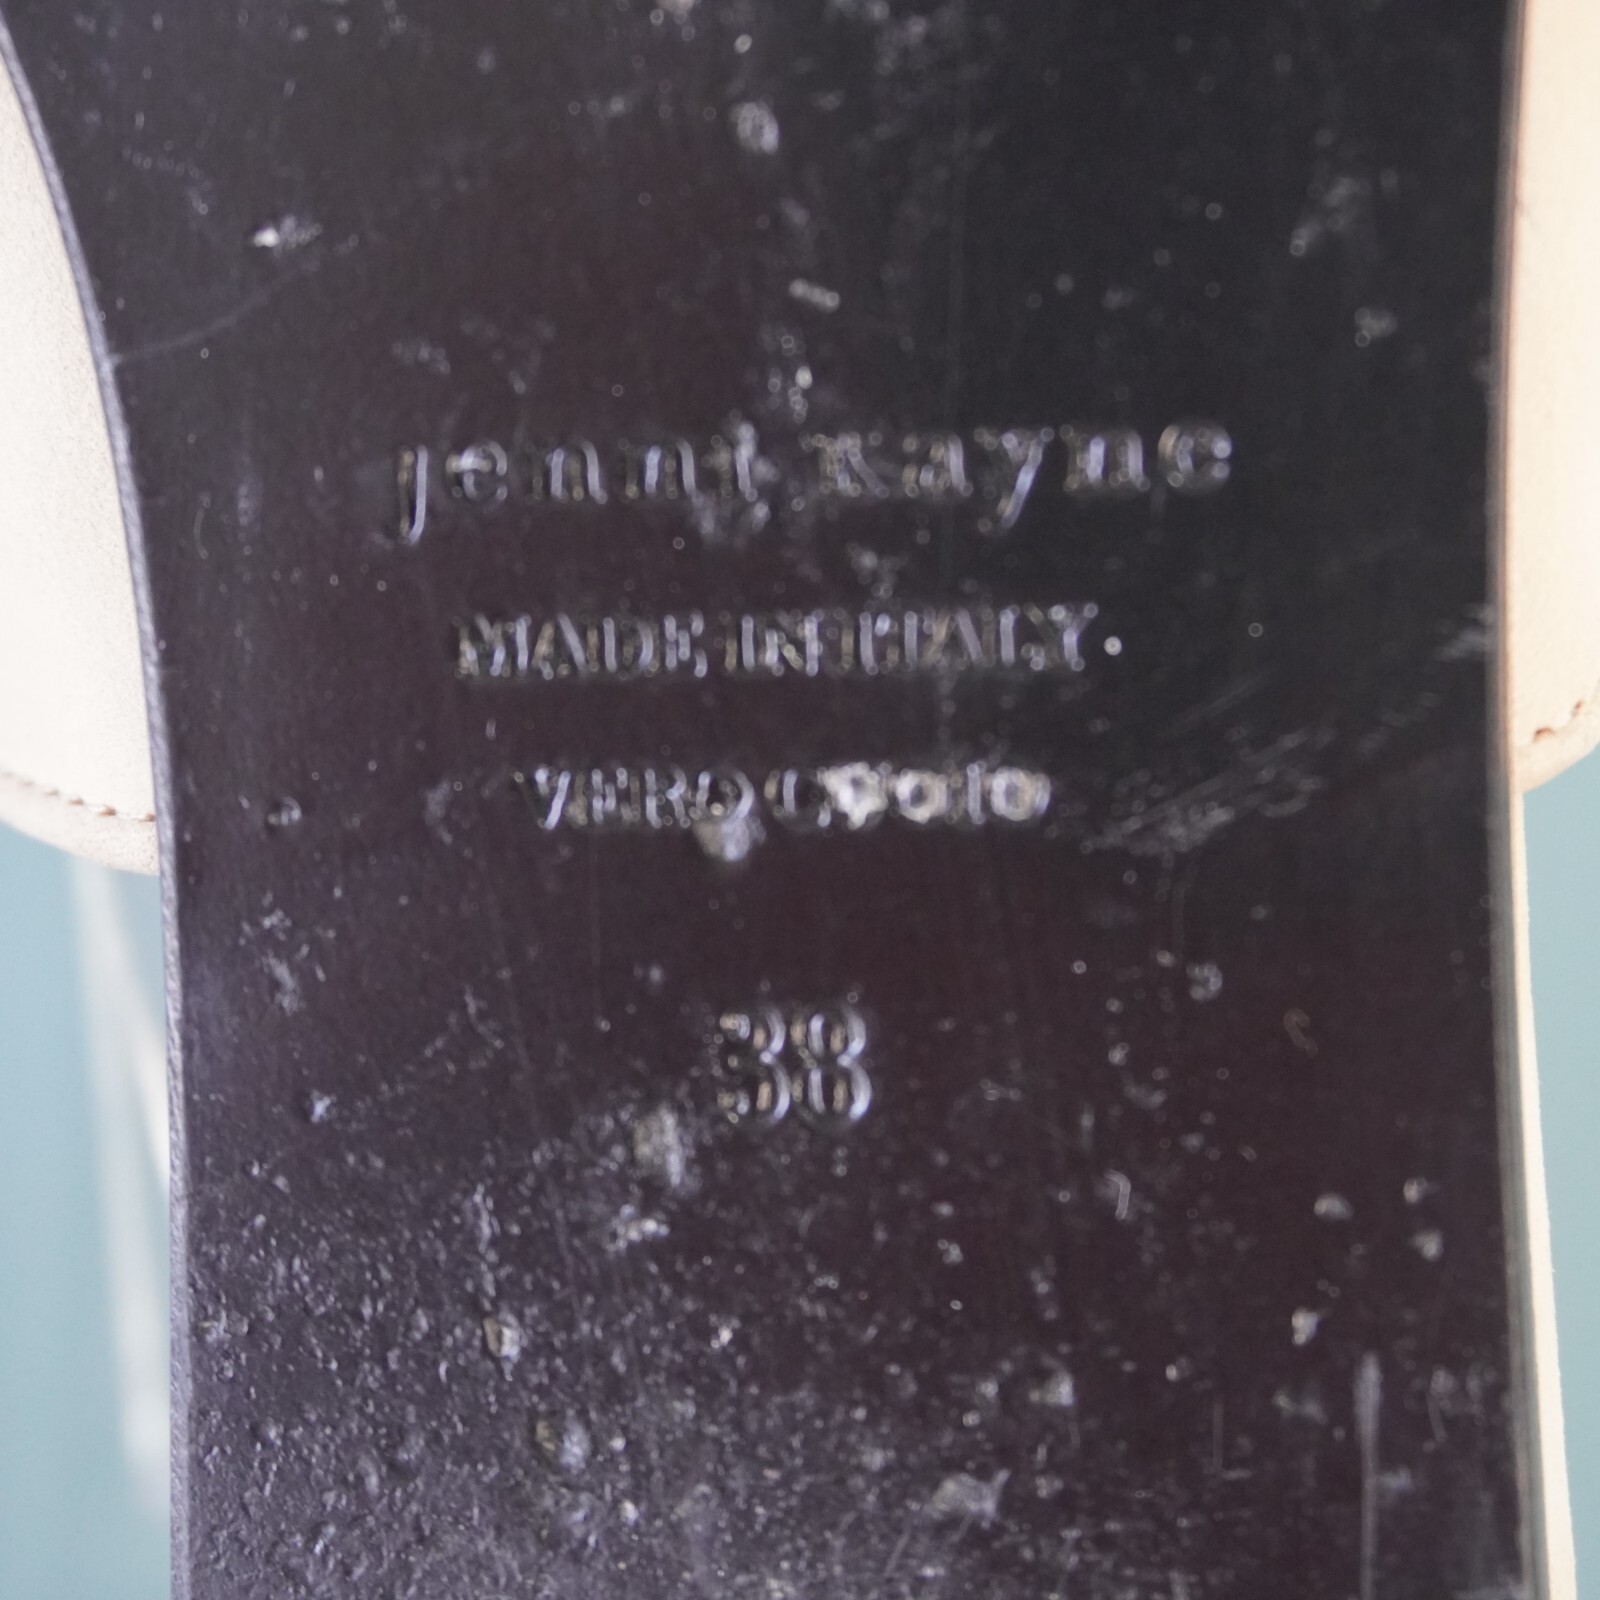 jenni kayne
MADE IN ITALY.
VERO CUOIO
38